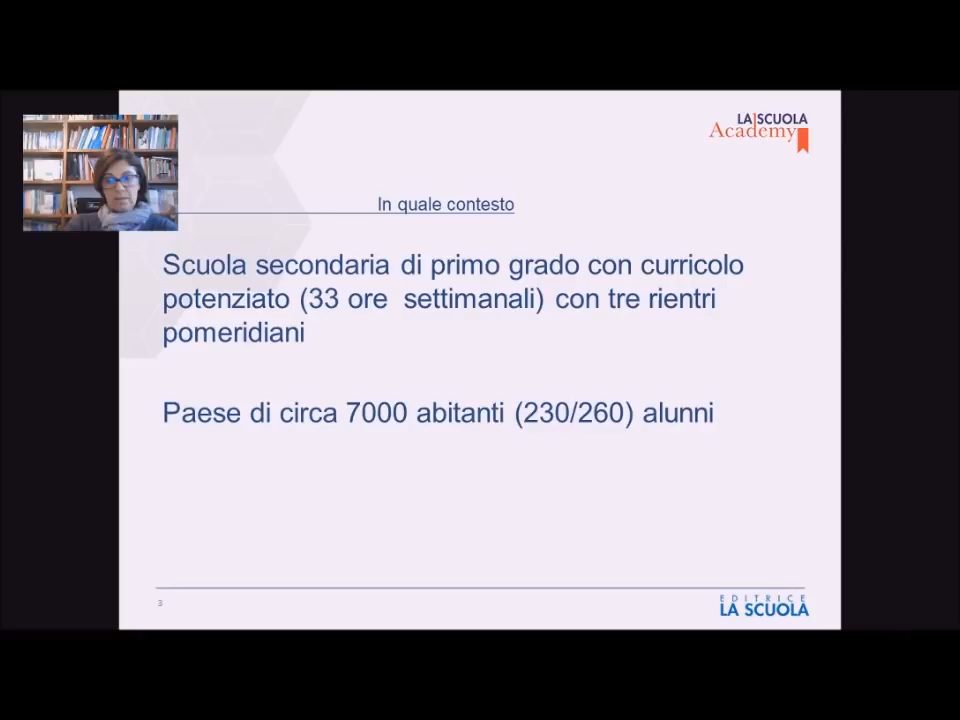 LA SCUOLA
Academy
In quale contesto
Scuola secondaria di primo grado con curricolo
potenziato (33 ore settimanali) con tre rientri
pomeridiani
Paese di circa 7000 abitanti (230/260) alunni
3
EDITRICE
LA SCUOLA